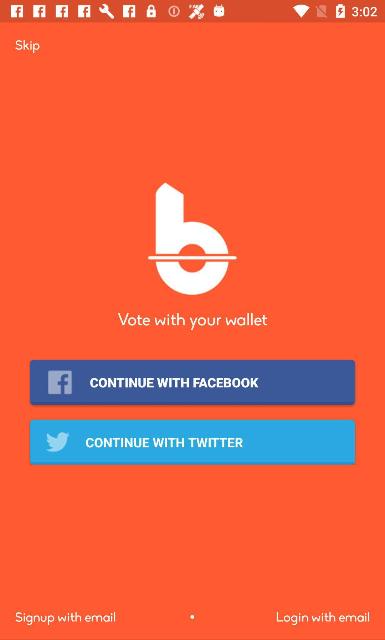 3:02
Skip
Vote with your wallet
CONTINUE WITH FACEBOOK
CONTINUE WITH TWITTER
Signup with email • Login with email